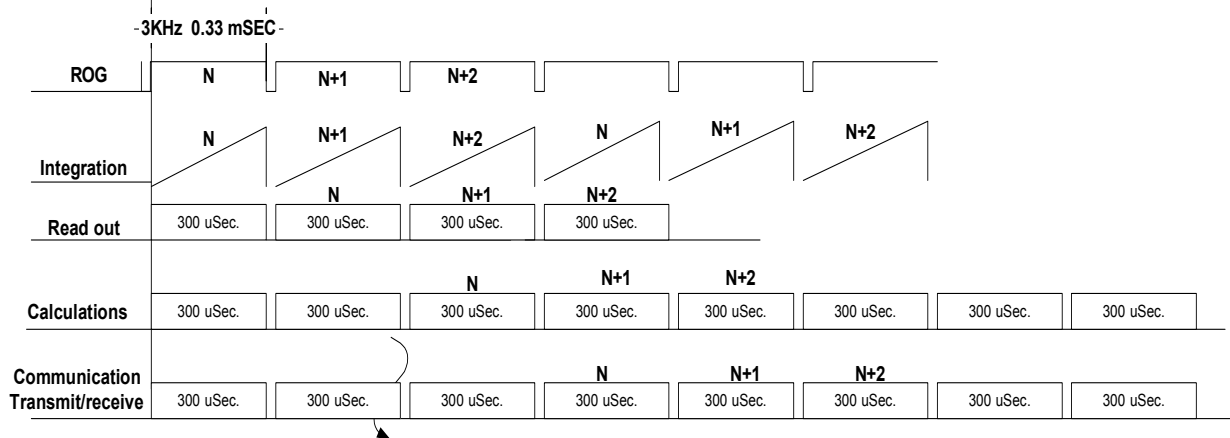 3KHz 0.33 mSEC
ROG N N+1 N+2
Integration N N+1 N+2 N N+1 N+2
N N+1 N+2
Read out 300 uSec. 300 uSec. 300 uSec. 300 uSec.
N N+1 N+2
Calculations 300 uSec. 300 uSec. 300 uSec. 300 uSec. 300 uSec. 300 uSec. 300 uSec. 300 uSec.
N N+1 N+2
Communication
Transmit/receive 300 uSec. 300 uSec. 300 uSec. 300 uSec. 300 uSec. 300 uSec. 300 uSec. 300 uSec.